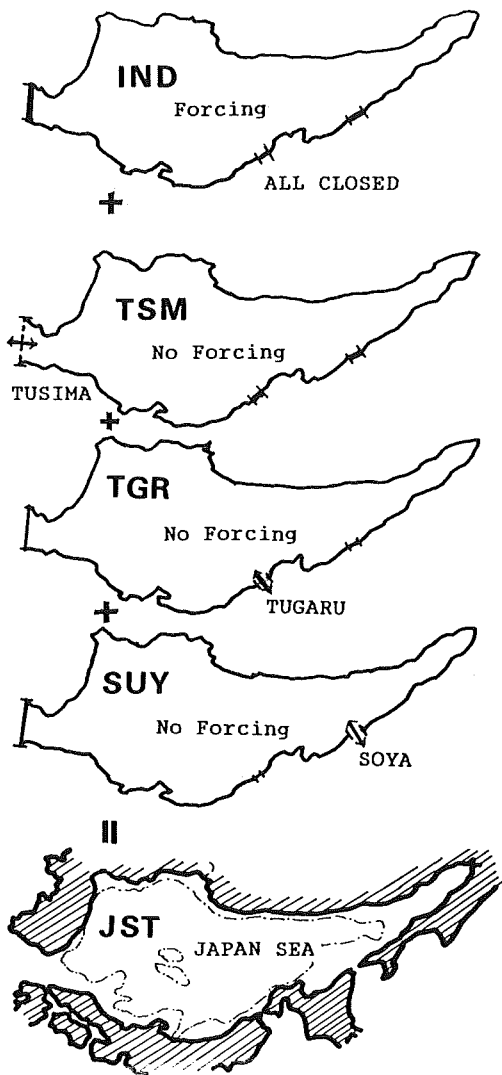 IND
Forcing
ALL CLOSED
+
TSM
No Forcing
TUSIMA
+
TGR
No Forcing
TUGARU
+
SUY
No Forcing
SOYA
II
JST
JAPAN SEA